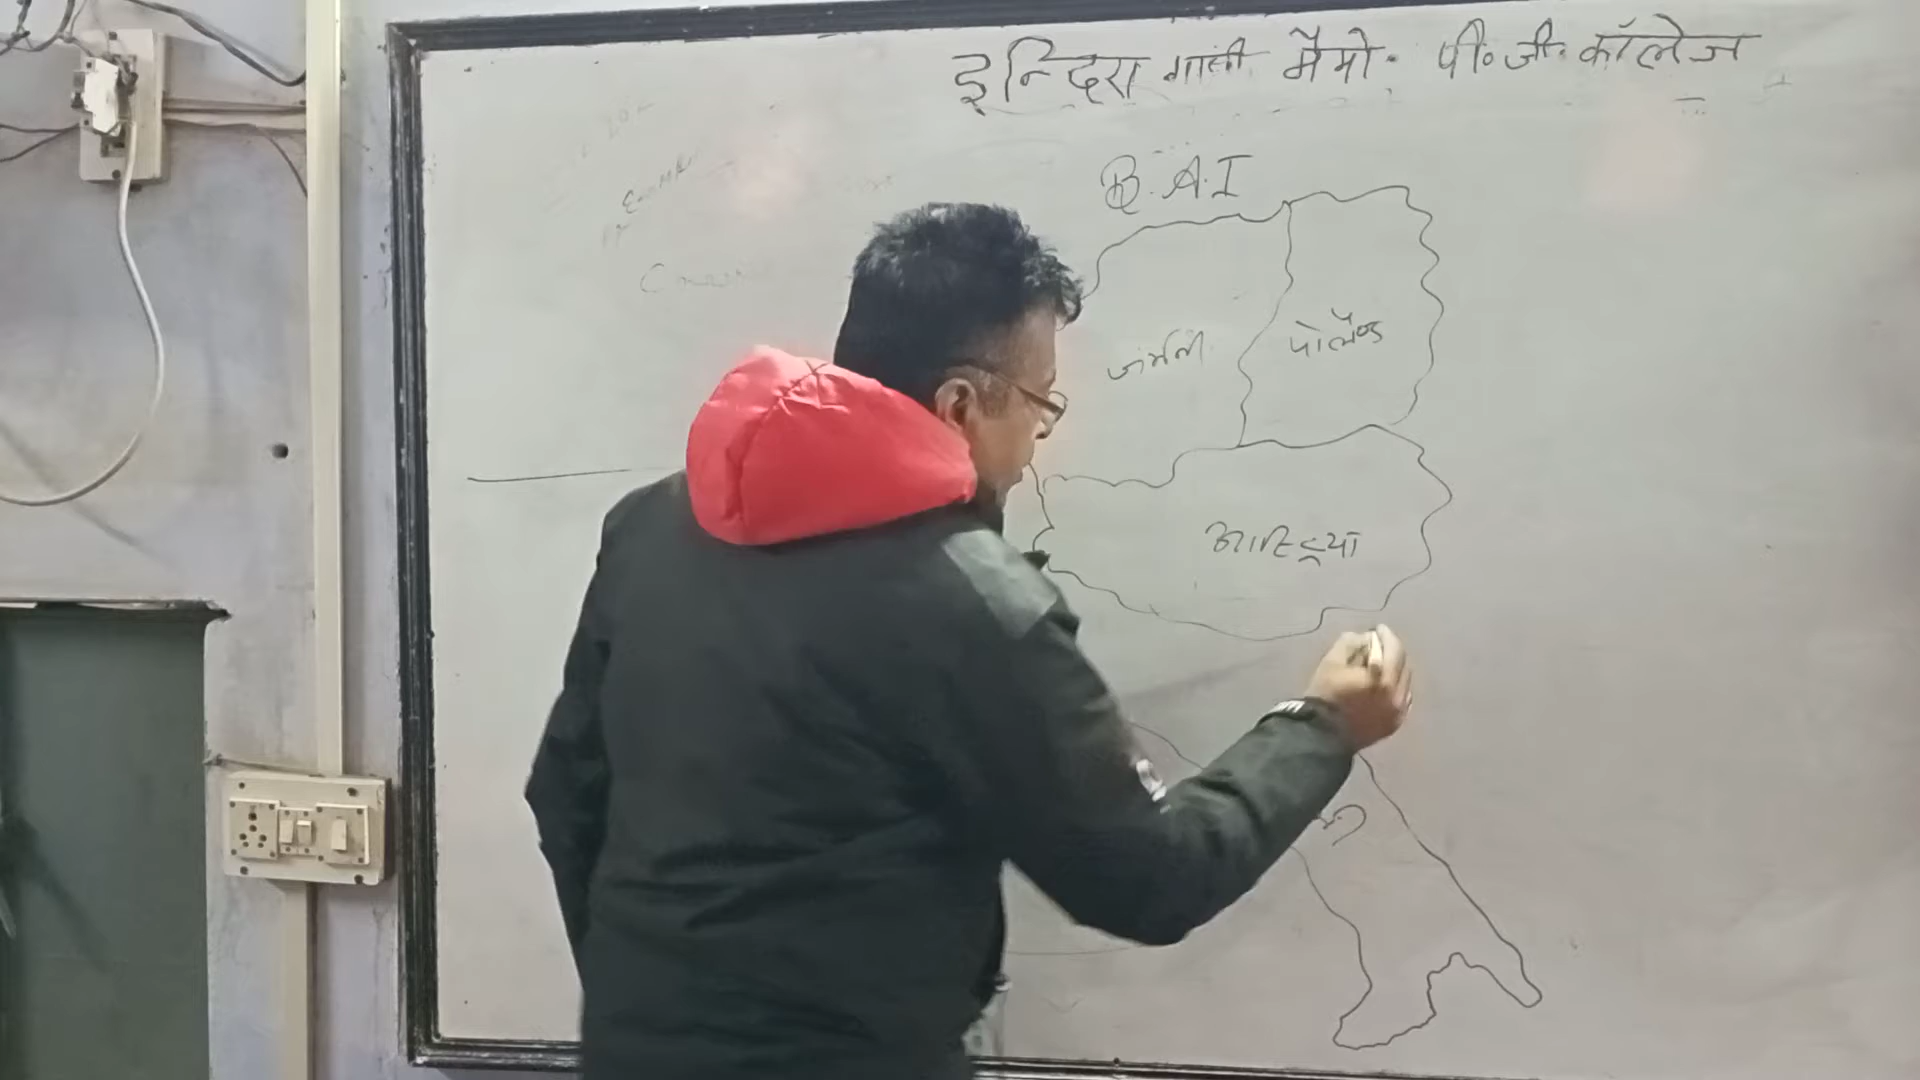 इन्दिरा गाँधी मैमो. पी॰जी॰ कॉलेज
B.A.I
जर्मनी
पोलैण्ड
आस्ट्रिया